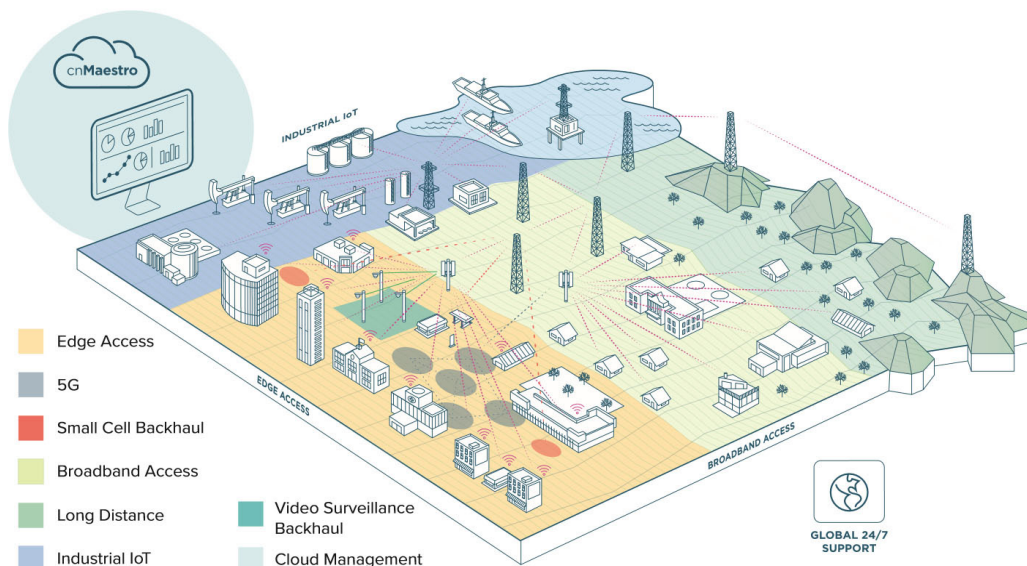 cnMaestro
INDUSTRIAL IoT
EDGE ACCESS
BROADBAND ACCESS
Edge Access
5G
Small Cell Backhaul
Broadband Access
Long Distance
Industrial IoT
Video Surveillance
Backhaul
Cloud Management
GLOBAL 24/7
SUPPORT